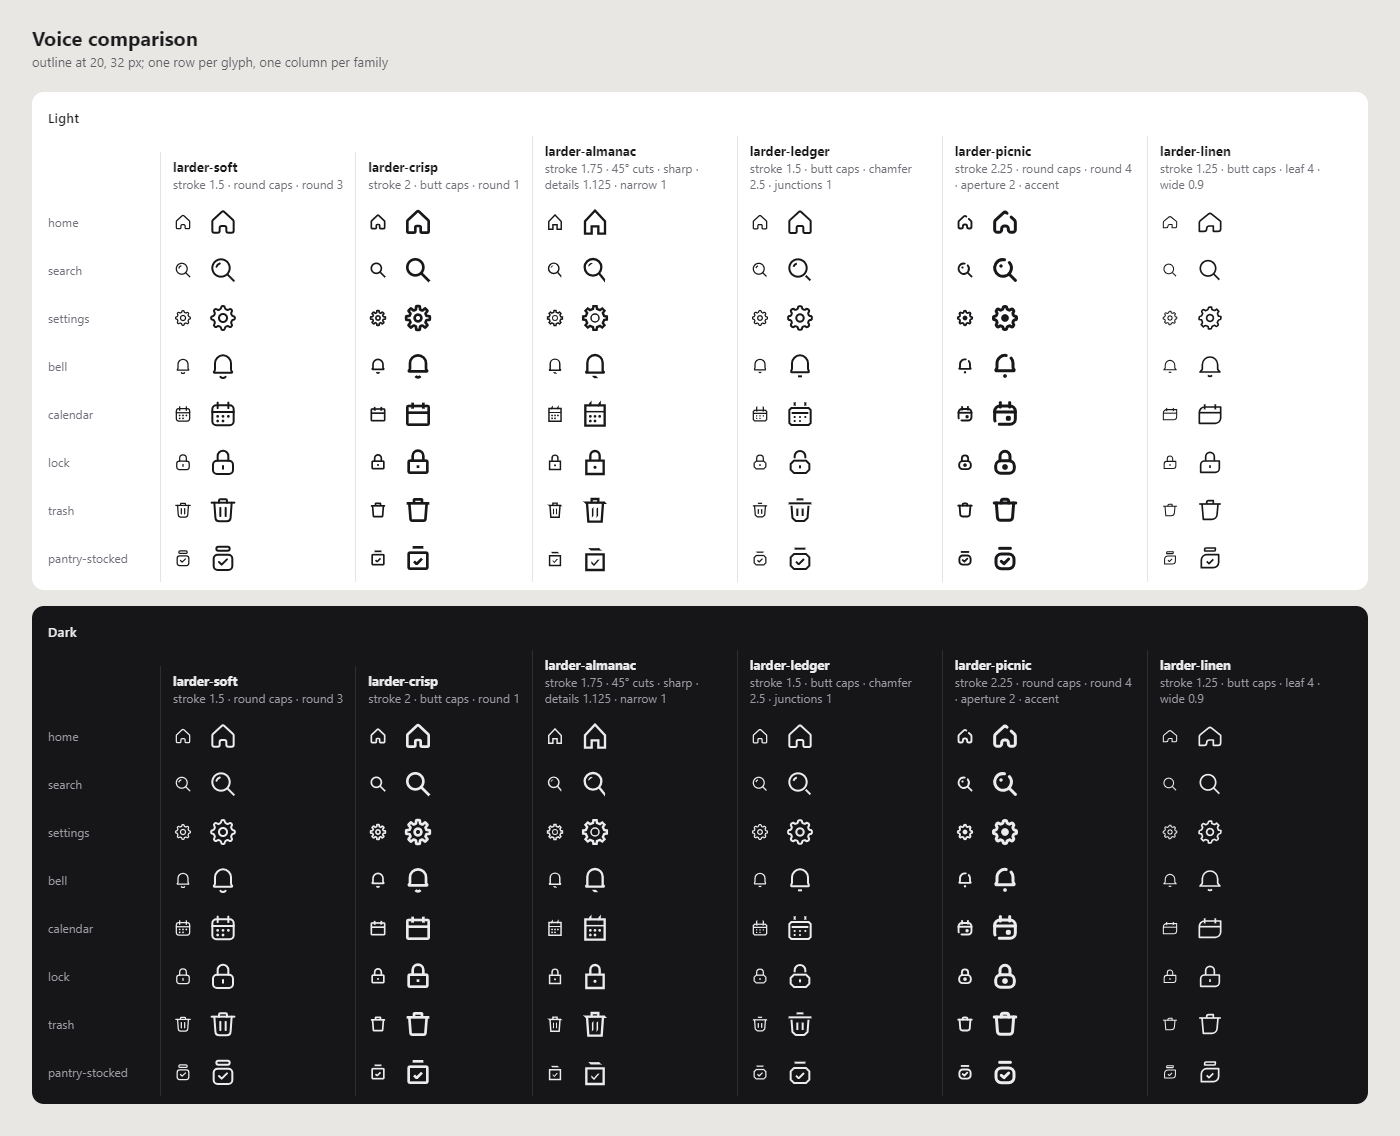 Voice comparison
outline at 20, 32 px; one row per glyph, one column per family
Light
larder-soft
stroke 1.5 · round caps · round 3
larder-crisp
stroke 2 · butt caps · round 1
larder-almanac
stroke 1.75 · 45° cuts · sharp ·
details 1.125 · narrow 1
larder-ledger
stroke 1.5 · butt caps · chamfer
2.5 · junctions 1
larder-picnic
stroke 2.25 · round caps · round 4
· aperture 2 · accent
larder-linen
stroke 1.25 · butt caps · leaf 4 ·
wide 0.9
home
search
settings
bell
calendar
lock
trash
pantry-stocked
Dark
larder-soft
stroke 1.5 · round caps · round 3
larder-crisp
stroke 2 · butt caps · round 1
larder-almanac
stroke 1.75 · 45° cuts · sharp ·
details 1.125 · narrow 1
larder-ledger
stroke 1.5 · butt caps · chamfer
2.5 · junctions 1
larder-picnic
stroke 2.25 · round caps · round 4
· aperture 2 · accent
larder-linen
stroke 1.25 · butt caps · leaf 4 ·
wide 0.9
home
search
settings
bell
calendar
lock
trash
pantry-stocked